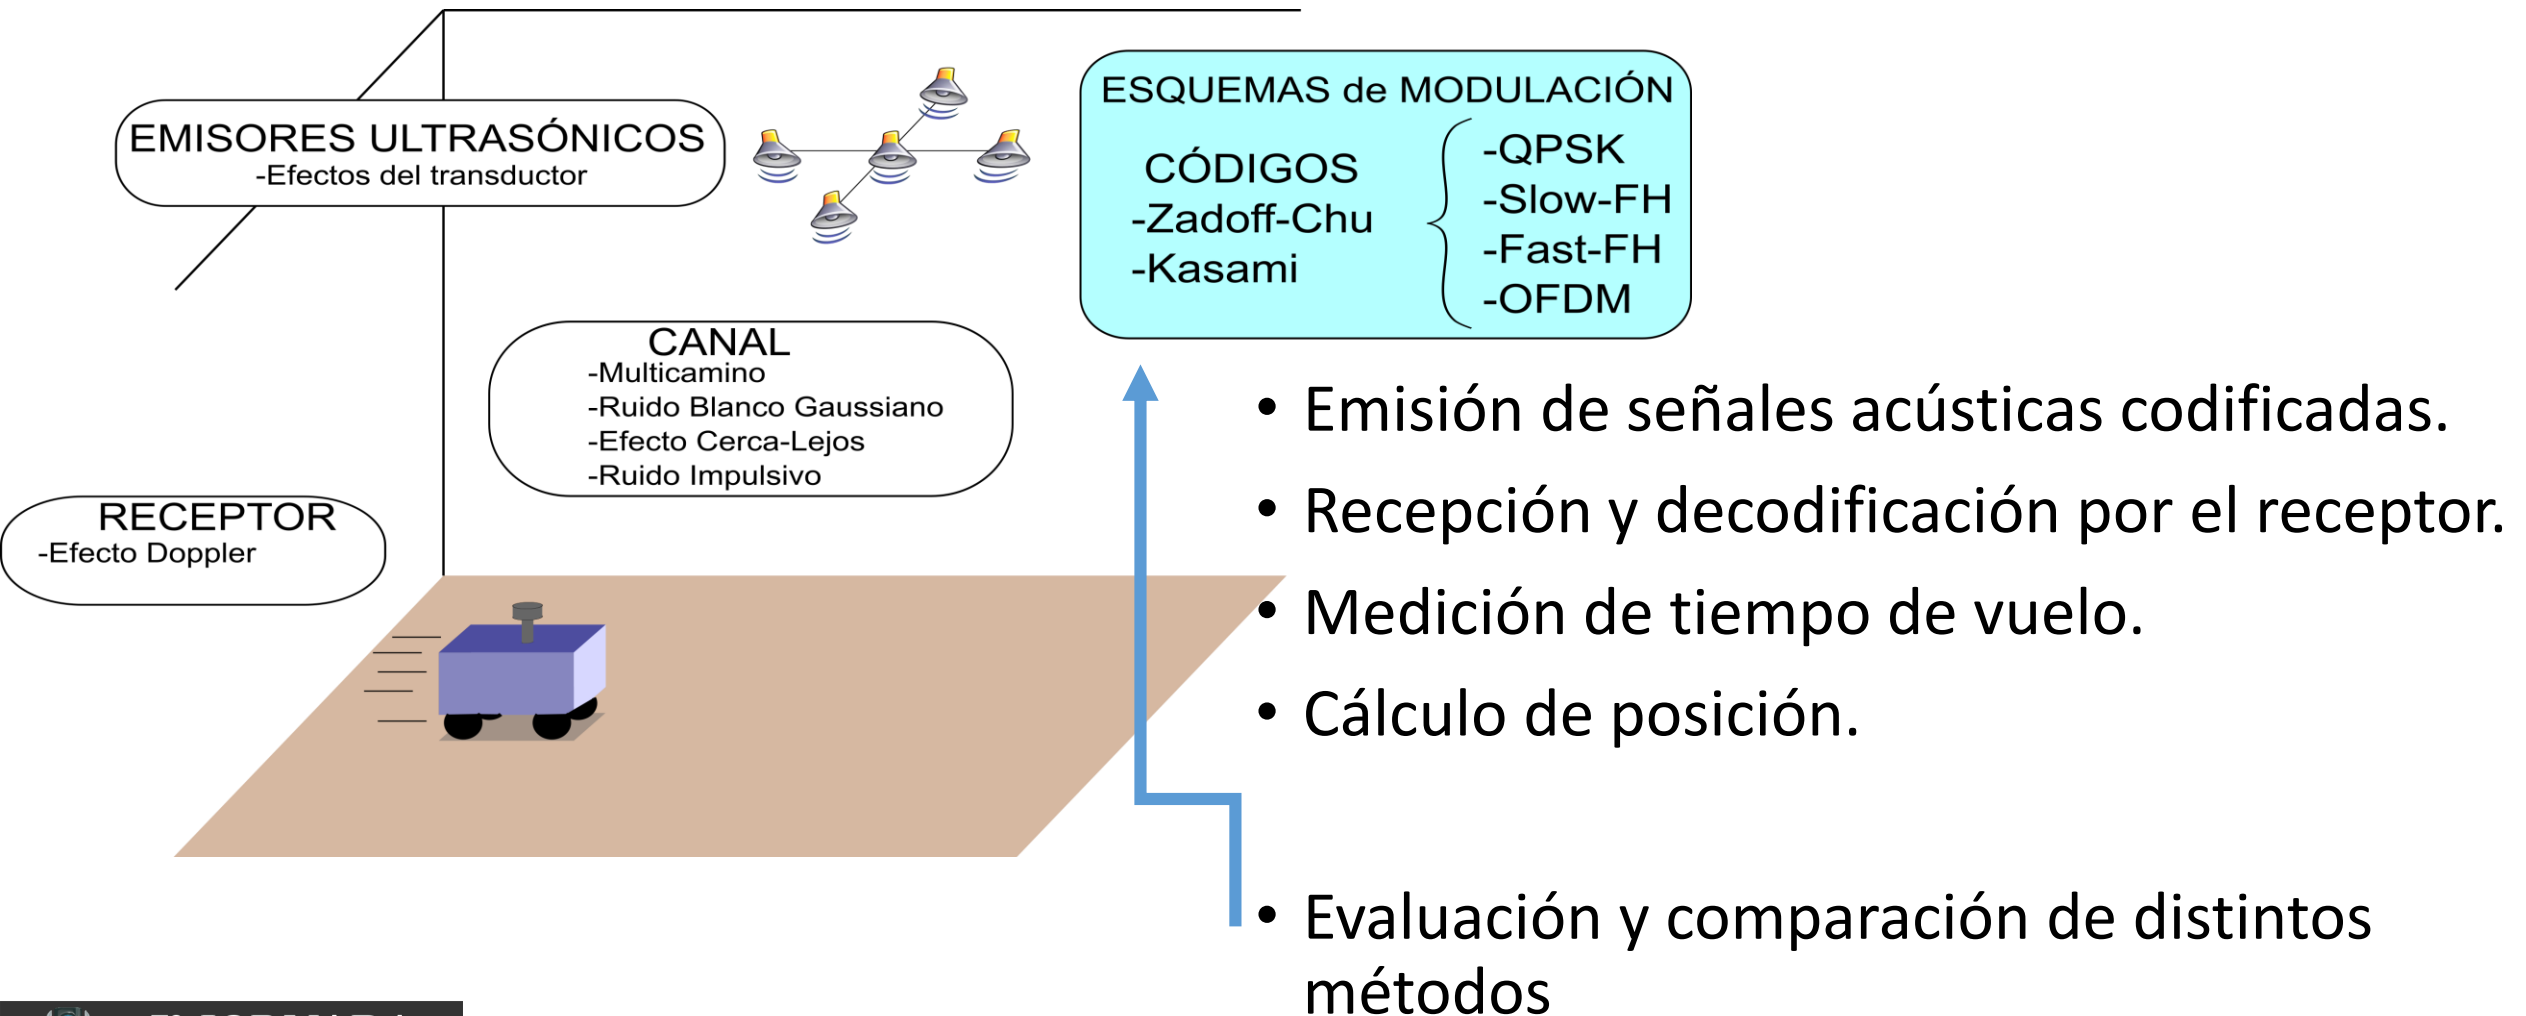 EMISORES ULTRASÓNICOS
-Efectos del transductor
ESQUEMAS de MODULACIÓN
CÓDIGOS
-Zadoff-Chu
-Kasami
-QPSK
-Slow-FH
-Fast-FH
-OFDM
CANAL
-Multicamino
-Ruido Blanco Gaussiano
-Efecto Cerca-Lejos
-Ruido Impulsivo
RECEPTOR
-Efecto Doppler
• Emisión de señales acústicas codificadas.
• Recepción y decodificación por el receptor.
• Medición de tiempo de vuelo.
• Cálculo de posición.
• Evaluación y comparación de distintos
métodos